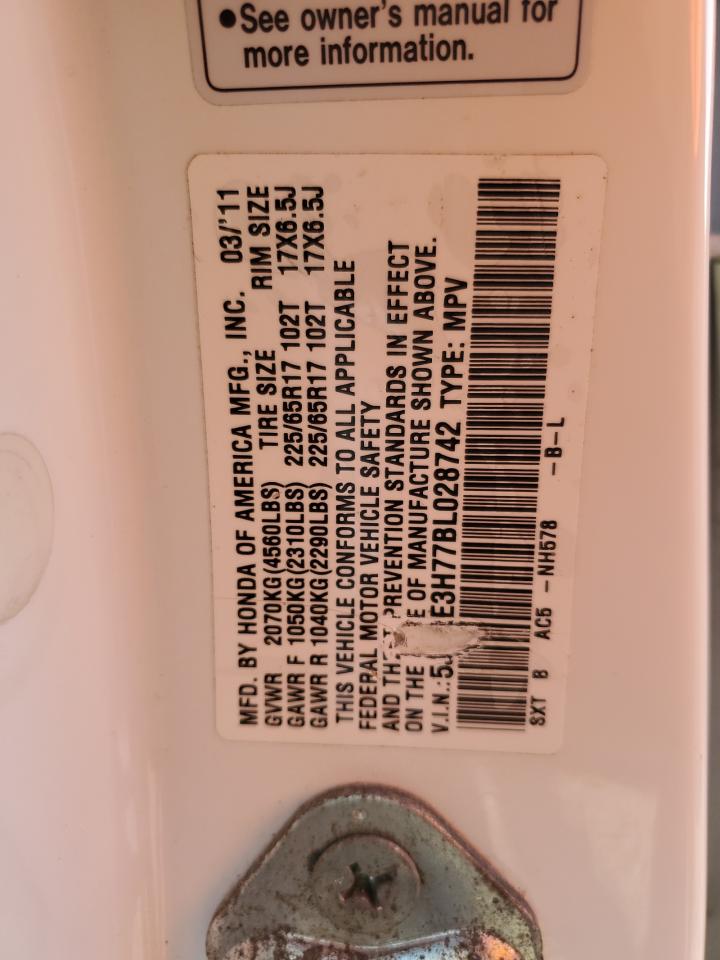 •See owner's manual for
more information.
MFD. BY HONDA OF AMERICA MFG., INC. 03/'11
GVWR 2070KG(4560LBS) TIRE SIZE RIM SIZE
GAWR F 1050KG(2310LBS) 225/65R17 102T 17X6.5J
GAWR R 1040KG(2290LBS) 225/65R17 102T 17X6.5J
THIS VEHICLE CONFORMS TO ALL APPLICABLE
FEDERAL MOTOR VEHICLE SAFETY
AND PREVENTION STANDARDS IN EFFECT
ON THE OF MANUFACTURE SHOWN ABOVE.
V.I.N.: 5J E3H77BL028742 TYPE: MPV
SXT B AC5 - NH578 -B-L